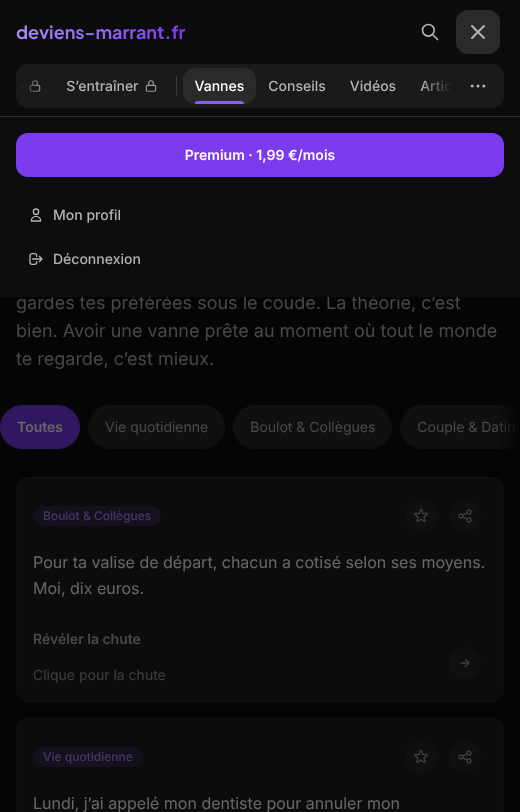 deviens-marrant.fr
S'entraîner
Vannes
Conseils
Vidéos
Artic
Premium · 1,99 €/mois
Mon profil
Déconnexion
gardes tes préférées sous le coude. La théorie, c'est
bien. Avoir une vanne prête au moment où tout le monde
te regarde, c'est mieux.
Toutes
Vie quotidienne
Boulot & Collègues
Couple & Datin
Boulot & Collègues
Pour ta valise de départ, chacun a cotisé selon ses moyens.
Moi, dix euros.
Révéler la chute
Clique pour la chute
Vie quotidienne
Lundi, j'ai appelé mon dentiste pour annuler mon